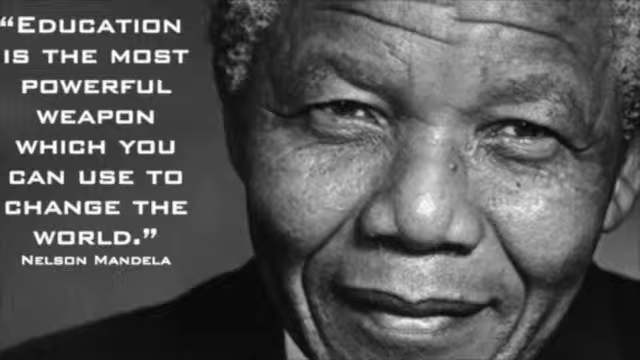 “EDUCATION
IS THE MOST
POWERFUL
WEAPON
WHICH YOU
CAN USE TO
CHANGE THE
WORLD.”
NELSON MANDELA